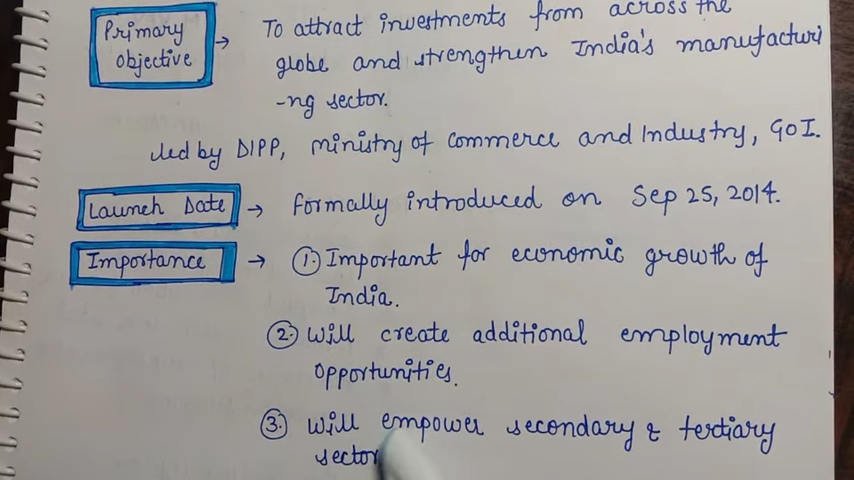 Primary objective → To attract investments from across the
globe and strengthen India's manufacturi
-ng sector.
Led by DIPP, Ministry of Commerce and Industry, GOI.
Launch Date → Formally introduced on Sep 25, 2014.
Importance → 1. Important for economic growth of
India.
2. Will create additional employment
opportunities.
3. Will empower secondary & tertiary
sector